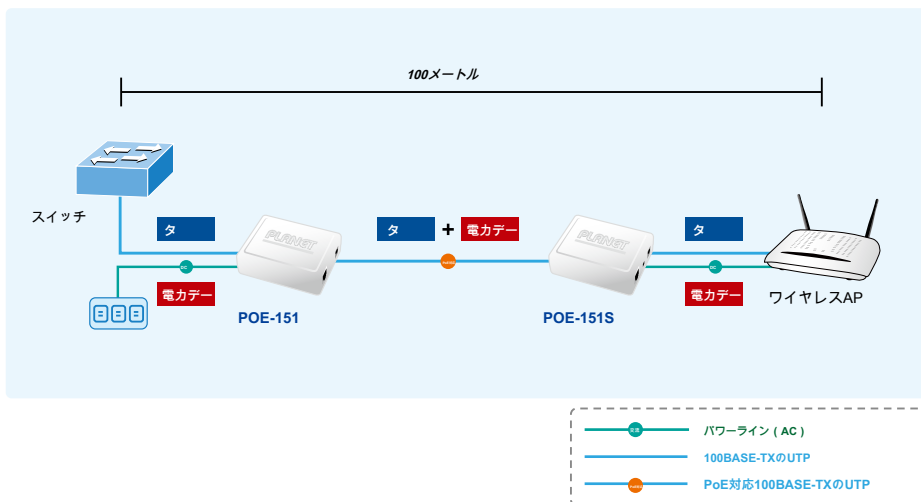 100メートル
スイッチ
タ
PLANET
タ + 電力デー
PLANET
タ
電力デー
電力デー
POE-151
POE-151S
ワイヤレスAP
パワーライン ( AC )
100BASE-TXのUTP
PoE対応100BASE-TXのUTP